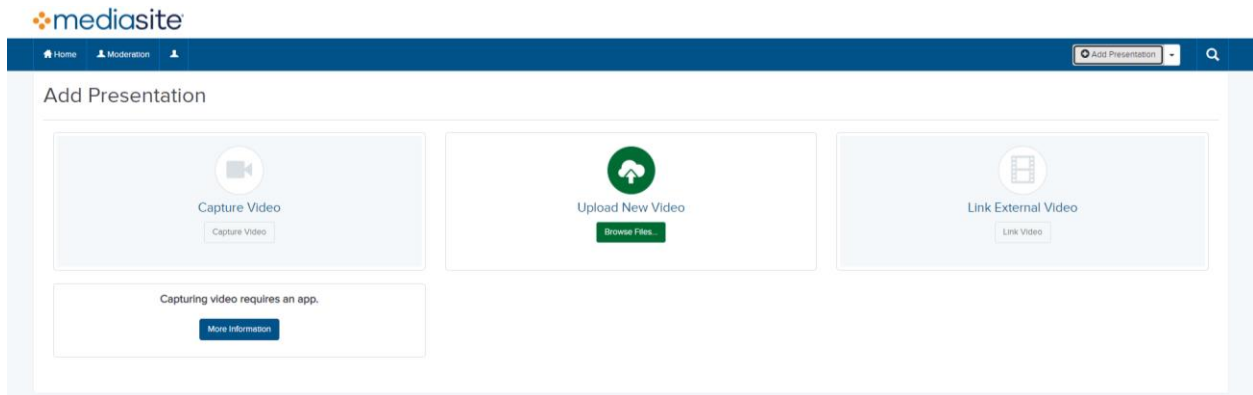 mediasite
Home Moderation Add Presentation
Add Presentation
Capture Video
Capture Video
Upload New Video
Browse Files...
Link External Video
Link Video
Capturing video requires an app.
More Information